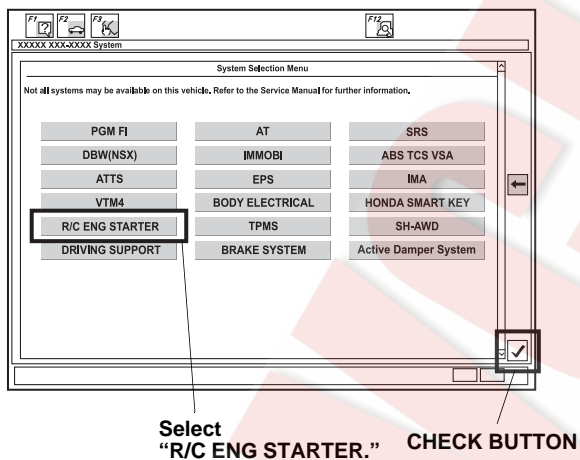 F1 F2 F3 F12
XXXXX XXX-XXXX System
System Selection Menu
Not all systems may be available on this vehicle. Refer to the Service Manual for further information.
PGM FI AT SRS
DBW(NSX) IMMOBI ABS TCS VSA
ATTS EPS IMA
VTM4 BODY ELECTRICAL HONDA SMART KEY
R/C ENG STARTER TPMS SH-AWD
DRIVING SUPPORT BRAKE SYSTEM Active Damper System
Select
“R/C ENG STARTER.” CHECK BUTTON